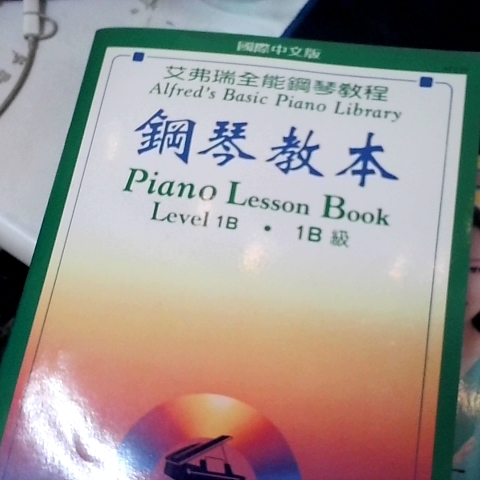 國際中文版
艾弗瑞全能鋼琴教程
Alfred's Basic Piano Library
鋼琴教本
Piano Lesson Book
Level 1B • 1B 級